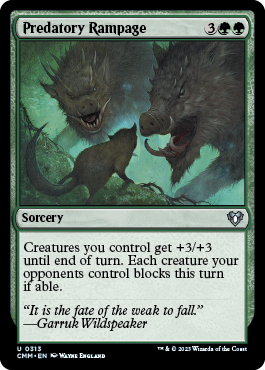 Predatory Rampage 3
Sorcery
Creatures you control get +3/+3
until end of turn. Each creature your
opponents control blocks this turn
if able.
“It is the fate of the weak to fall.”
—Garruk Wildspeaker
U 0313
CMM • EN WAYNE ENGLAND
™ & © 2023 Wizards of the Coast